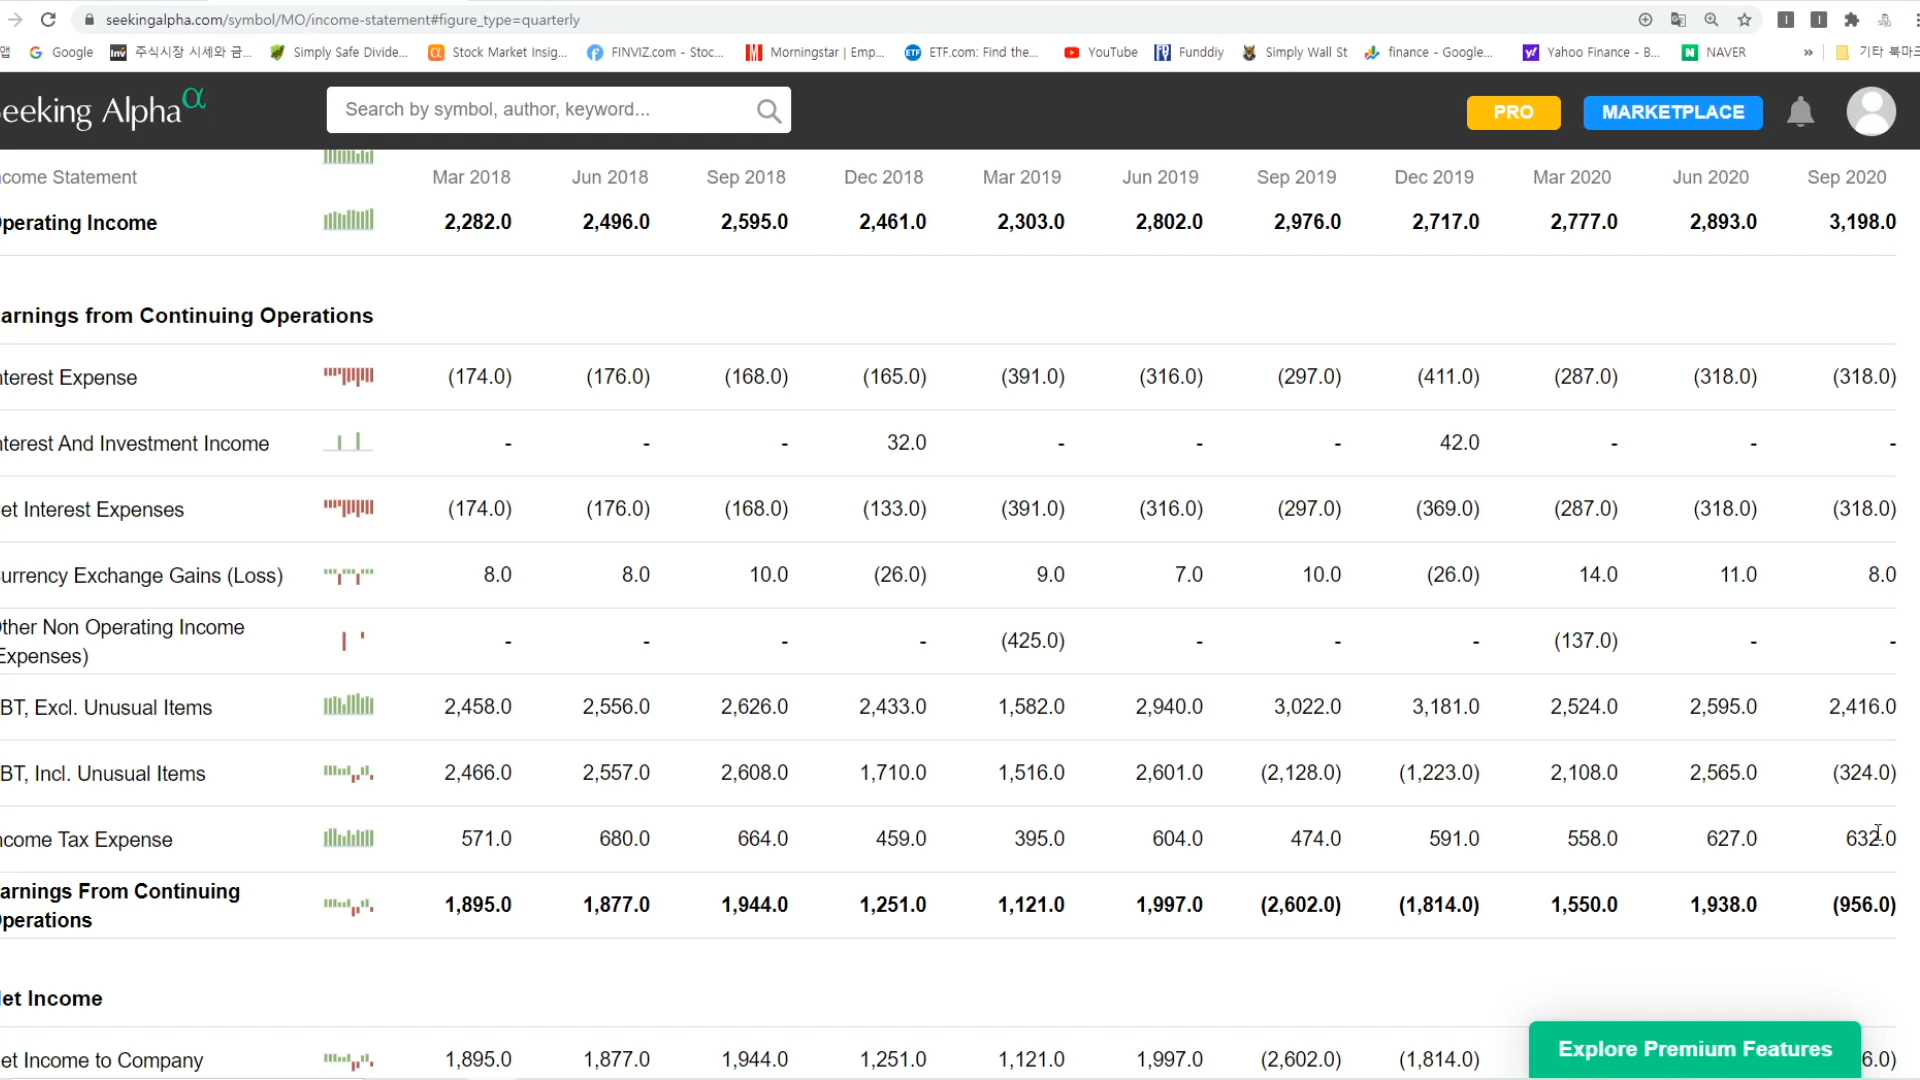 seekingalpha.com/symbol/MO/income-statement#figure_type=quarterly
앱 Google 주식시장 시세와 금... Simply Safe Divide... Stock Market Insig... FINVIZ.com - Stoc... Morningstar | Emp... ETF.com: Find the... YouTube Funddiy Simply Wall St finance - Google... Yahoo Finance - B... NAVER » 기타 북마크
eeking Alpha α Search by symbol, author, keyword... PRO MARKETPLACE
come Statement Mar 2018 Jun 2018 Sep 2018 Dec 2018 Mar 2019 Jun 2019 Sep 2019 Dec 2019 Mar 2020 Jun 2020 Sep 2020
perating Income 2,282.0 2,496.0 2,595.0 2,461.0 2,303.0 2,802.0 2,976.0 2,717.0 2,777.0 2,893.0 3,198.0
arnings from Continuing Operations
nterest Expense (174.0) (176.0) (168.0) (165.0) (391.0) (316.0) (297.0) (411.0) (287.0) (318.0) (318.0)
nterest And Investment Income - - - 32.0 - - - 42.0 - - -
et Interest Expenses (174.0) (176.0) (168.0) (133.0) (391.0) (316.0) (297.0) (369.0) (287.0) (318.0) (318.0)
urrency Exchange Gains (Loss) 8.0 8.0 10.0 (26.0) 9.0 7.0 10.0 (26.0) 14.0 11.0 8.0
ther Non Operating Income
Expenses) - - - - (425.0) - - - (137.0) - -
BT, Excl. Unusual Items 2,458.0 2,556.0 2,626.0 2,433.0 1,582.0 2,940.0 3,022.0 3,181.0 2,524.0 2,595.0 2,416.0
BT, Incl. Unusual Items 2,466.0 2,557.0 2,608.0 1,710.0 1,516.0 2,601.0 (2,128.0) (1,223.0) 2,108.0 2,565.0 (324.0)
ncome Tax Expense 571.0 680.0 664.0 459.0 395.0 604.0 474.0 591.0 558.0 627.0 632.0
arnings From Continuing
perations 1,895.0 1,877.0 1,944.0 1,251.0 1,121.0 1,997.0 (2,602.0) (1,814.0) 1,550.0 1,938.0 (956.0)
et Income
et Income to Company 1,895.0 1,877.0 1,944.0 1,251.0 1,121.0 1,997.0 (2,602.0) (1,814.0) 6.0)
Explore Premium Features